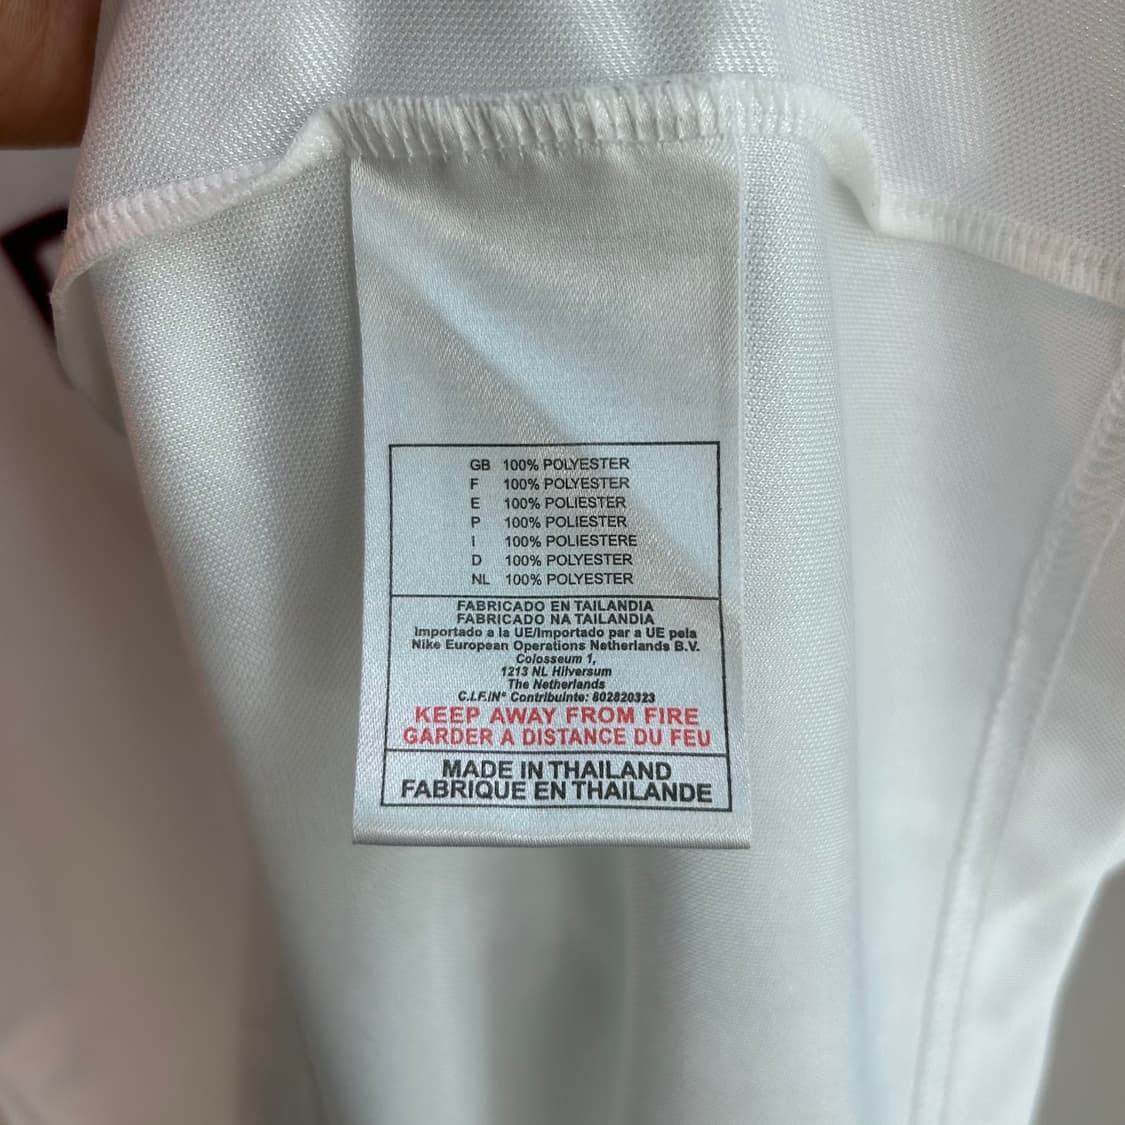 GB 100% POLYESTER
F 100% POLYESTER
E 100% POLIESTER
P 100% POLIESTER
I 100% POLIESTERE
D 100% POLYESTER
NL 100% POLYESTER
FABRICADO EN TAILANDIA
FABRICADO NA TAILANDIA
Importado a la UE/Importado par a UE pela
Nike European Operations Netherlands B.V.
Colosseum 1,
1213 NL Hilversum
The Netherlands
C.I.F./N° Contribuinte: 802820323
KEEP AWAY FROM FIRE
GARDER A DISTANCE DU FEU
MADE IN THAILAND
FABRIQUE EN THAILANDE